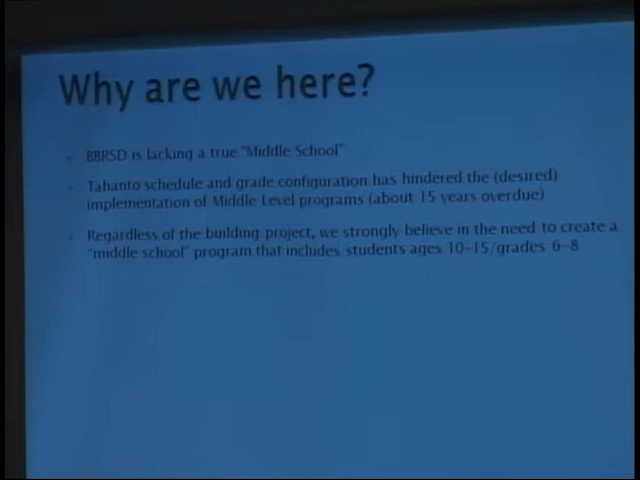 Why are we here?
BBRSD is lacking a true "Middle School"
Tahanto schedule and grade configuration has hindered the (desired)
implementation of Middle Level programs (about 15 years overdue)
Regardless of the building project, we strongly believe in the need to create a
"middle school" program that includes students ages 10-15/grades 6-8